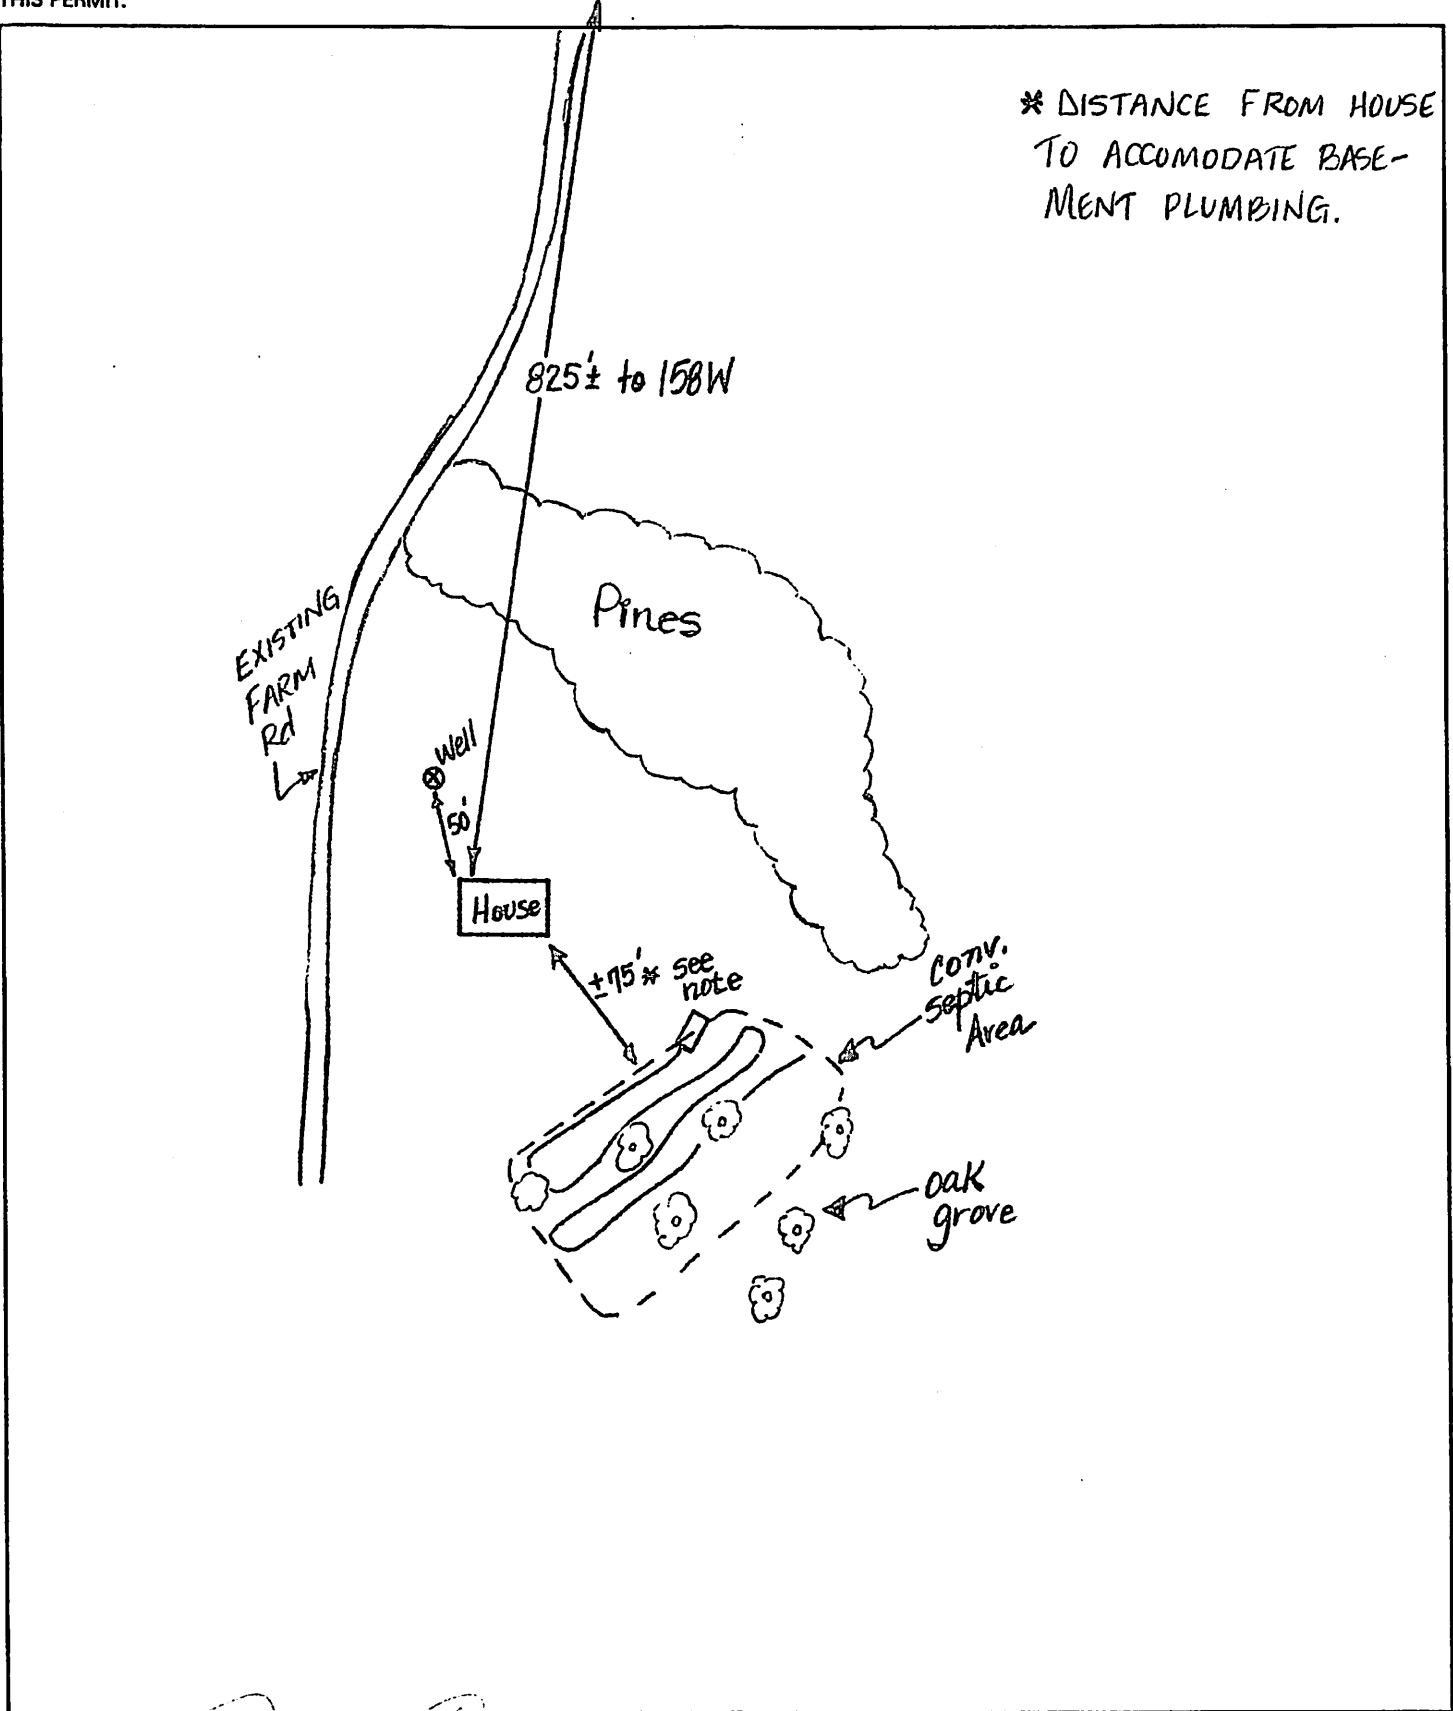 THIS PERMIT.
* DISTANCE FROM HOUSE
TO ACCOMODATE BASE-
MENT PLUMBING.
825'± to 158W
Pines
EXISTING
FARM
Rd
Well
50'
House
±75'* see
note
Conv.
septic
Area
oak
grove